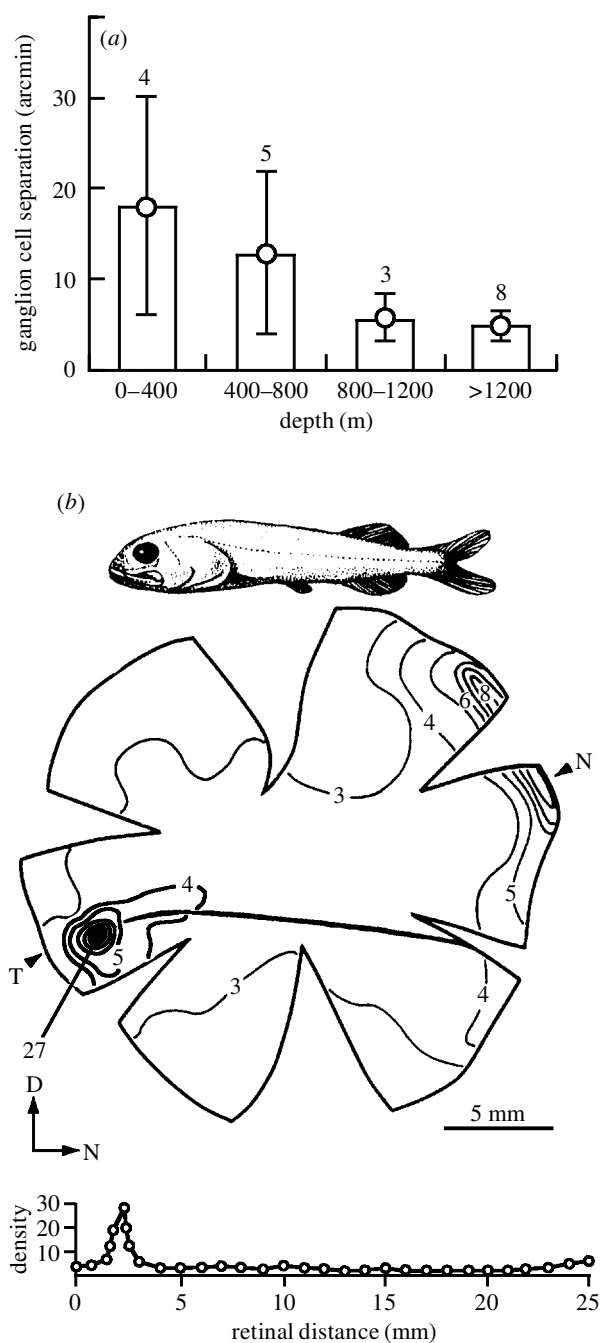 (a)
ganglion cell separation (arcmin)
30
20
10
0
4
5
3
8
0–400 400–800 800–1200 >1200
depth (m)
(b)
8
6
4
3
N
5
4
5
T
3
4
27
D
N
5 mm
density
30
20
10
0 5 10 15 20 25
retinal distance (mm)